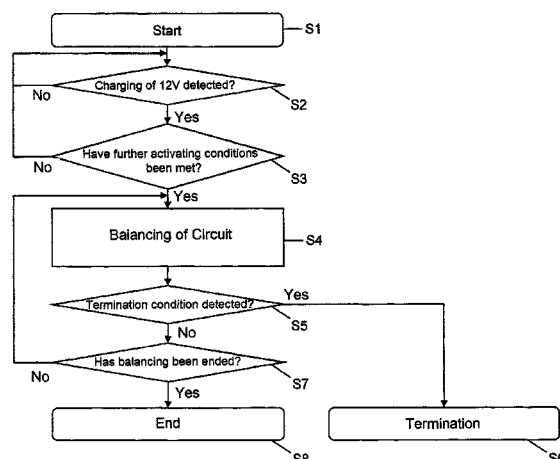 Start
S1
Charging of 12V detected?
No
S2
Yes
Have further activating conditions
been met?
No
S3
Yes
Balancing of Circuit
S4
Termination condition detected?
Yes
S5
No
Has balancing been ended?
No
S7
Yes
End
Termination
S8